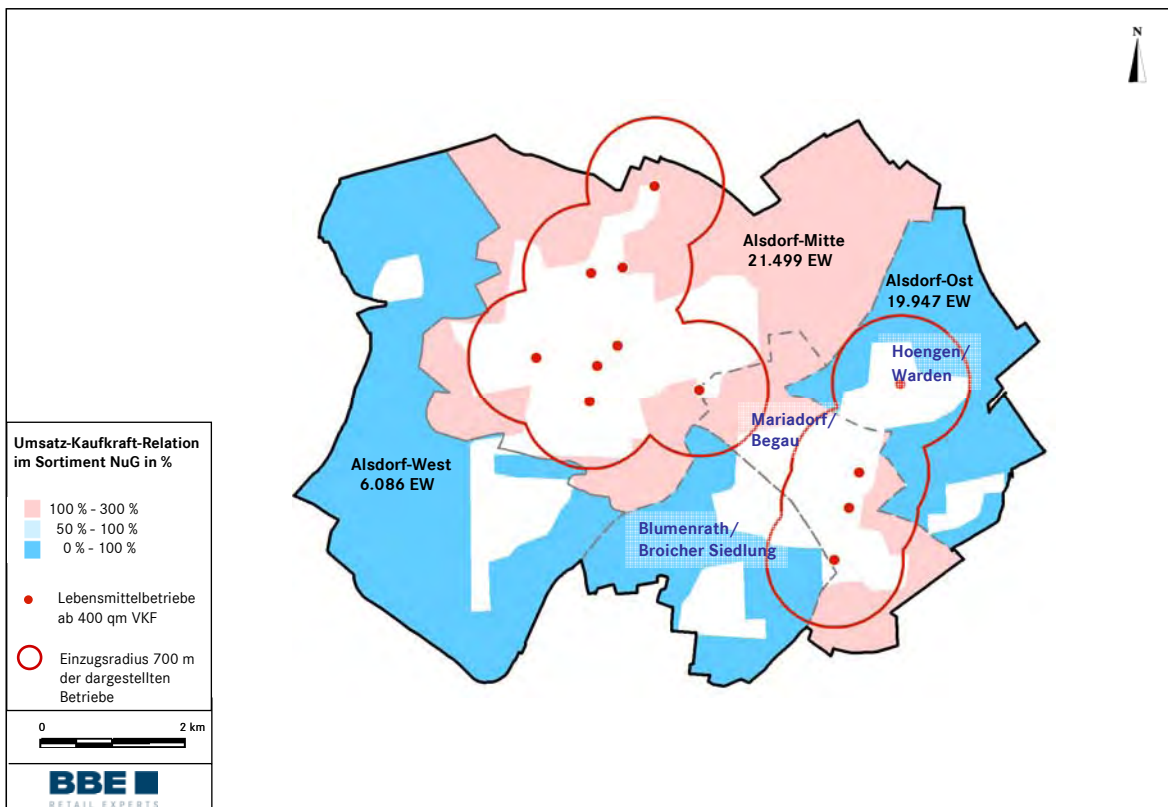 N
Alsdorf-Mitte
21.499 EW
Alsdorf-Ost
19.947 EW
Hoengen/
Warden
Mariadorf/
Begau
Alsdorf-West
6.086 EW
Blumenrath/
Broicher Siedlung
Umsatz-Kaufkraft-Relation
im Sortiment NuG in %
100 % - 300 %
50 % - 100 %
0 % - 100 %
Lebensmittelbetriebe
ab 400 qm VKF
Einzugsradius 700 m
der dargestellten
Betriebe
0 2 km
BBE
RETAIL EXPERTS